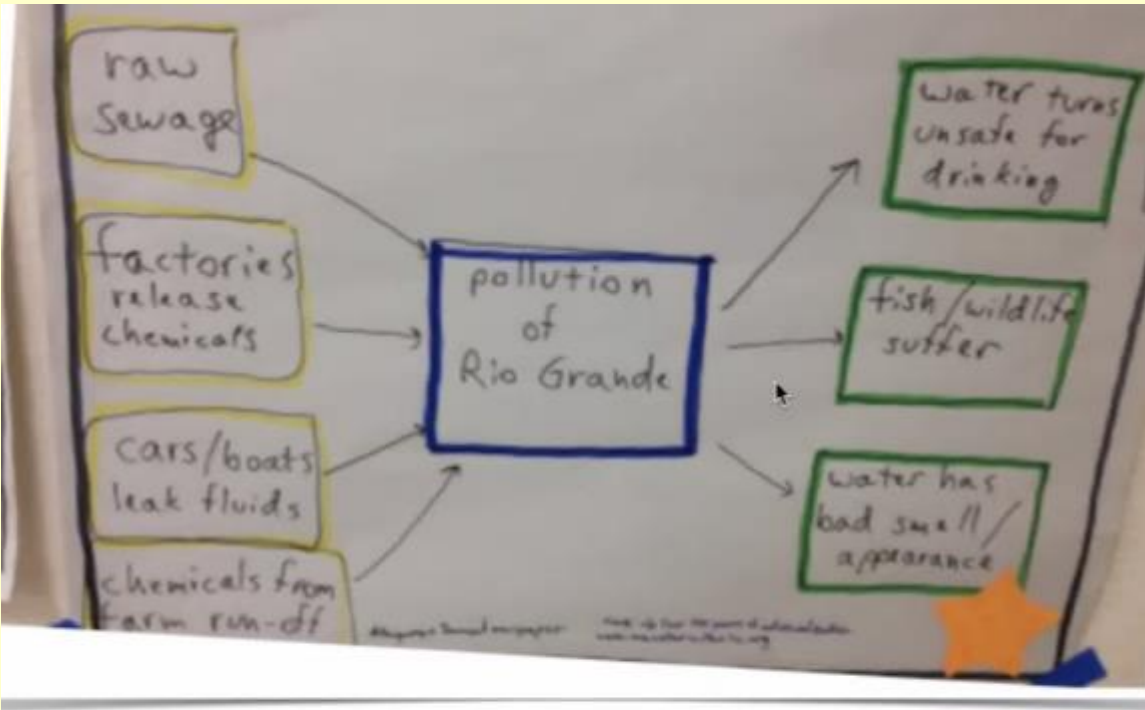 raw
sewage
factories
release
chemicals
cars/boats
leak fluids
chemicals from
farm run-off
pollution
of
Rio Grande
water turns
unsafe for
drinking
fish/wildlife
suffer
water has
bad smell/
appearance
newspaper